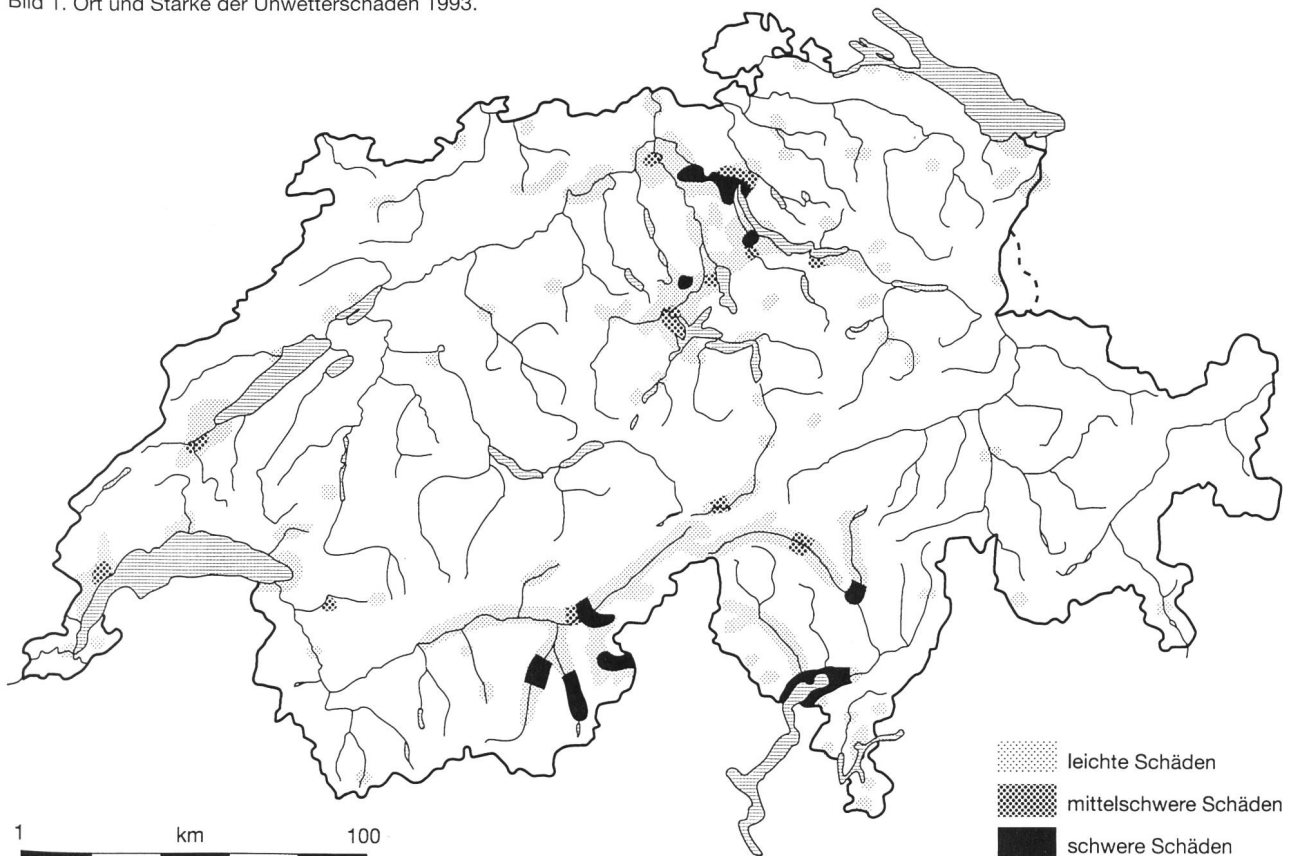 Bild 1. Ort und Stärke der Unwetterschäden 1993.
leichte Schäden
mittelschwere Schäden
schwere Schäden
1 km 100